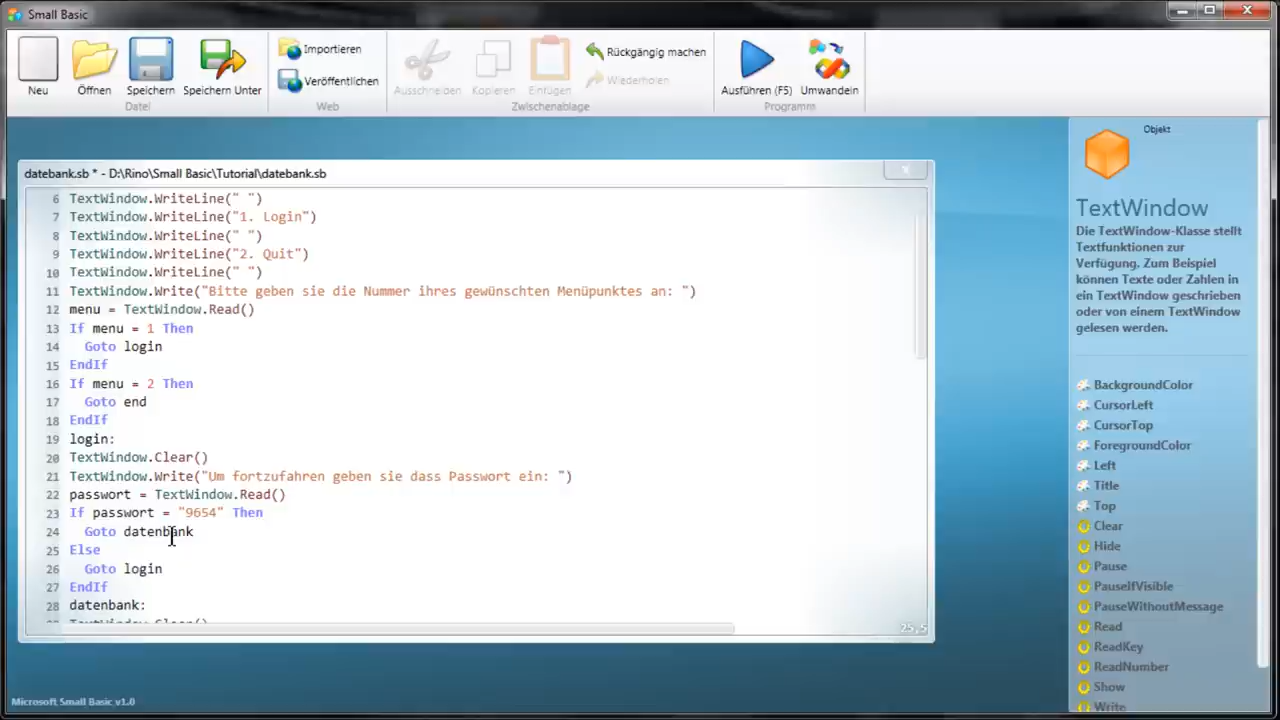 Small Basic
Neu
Öffnen
Speichern
Speichern Unter
Datei
Importieren
Veröffentlichen
Web
Ausschneiden
Kopieren
Einfügen
Rückgängig machen
Wiederholen
Zwischenablage
Ausführen (F5)
Umwandeln
Programm
datebank.sb * - D:\Rino\Small Basic\Tutorial\datebank.sb
6 TextWindow.WriteLine(" ")
7 TextWindow.WriteLine("1. Login")
8 TextWindow.WriteLine(" ")
9 TextWindow.WriteLine("2. Quit")
10 TextWindow.WriteLine(" ")
11 TextWindow.Write("Bitte geben sie die Nummer ihres gewünschten Menüpunktes an: ")
12 menu = TextWindow.Read()
13 If menu = 1 Then
14 Goto login
15 EndIf
16 If menu = 2 Then
17 Goto end
18 EndIf
19 login:
20 TextWindow.Clear()
21 TextWindow.Write("Um fortzufahren geben sie dass Passwort ein: ")
22 passwort = TextWindow.Read()
23 If passwort = "9654" Then
24 Goto datenbank
25 Else
26 Goto login
27 EndIf
28 datenbank:
TextWindow.Clear()
25,5
Objekt
TextWindow
Die TextWindow-Klasse stellt
Textfunktionen zur
Verfügung. Zum Beispiel
können Texte oder Zahlen in
ein TextWindow geschrieben
oder von einem TextWindow
gelesen werden.
BackgroundColor
CursorLeft
CursorTop
ForegroundColor
Left
Title
Top
Clear
Hide
Pause
PauseIfVisible
PauseWithoutMessage
Read
ReadKey
ReadNumber
Show
Write
Microsoft Small Basic v1.0